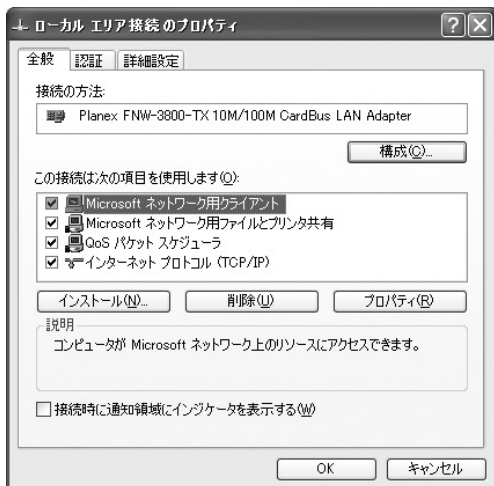 ローカル エリア接続のプロパティ
全般 認証 詳細設定
接続の方法:
Planex FNW-3800-TX 10M/100M CardBus LAN Adapter
構成(C)...
この接続は次の項目を使用します(O):
Microsoft ネットワーク用クライアント
Microsoft ネットワーク用ファイルとプリンタ共有
QoS パケット スケジューラ
インターネット プロトコル (TCP/IP)
インストール(N)... 削除(U) プロパティ(R)
説明
コンピュータが Microsoft ネットワーク上のリソースにアクセスできます。
接続時に通知領域にインジケータを表示する(W)
OK キャンセル